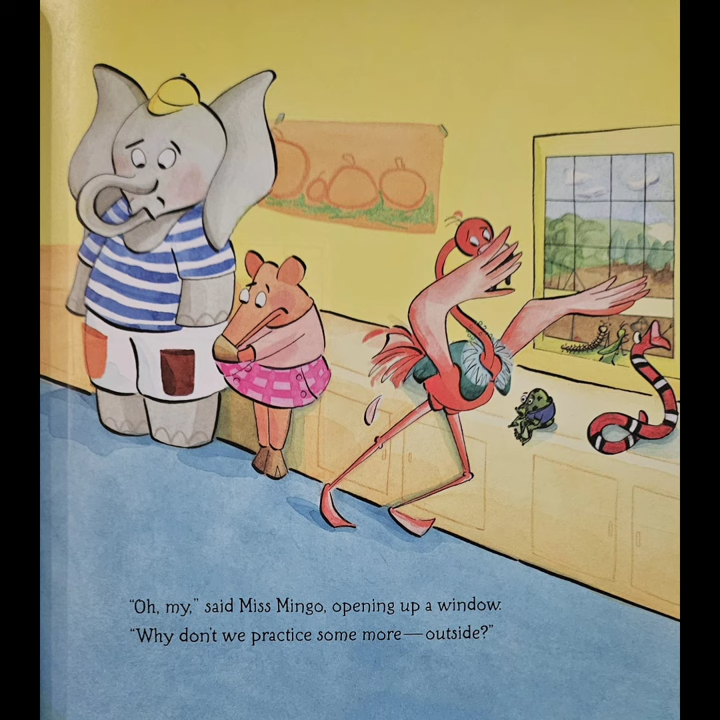 “Oh, my,” said Miss Mingo, opening up a window.
“Why don’t we practice some more—outside?”